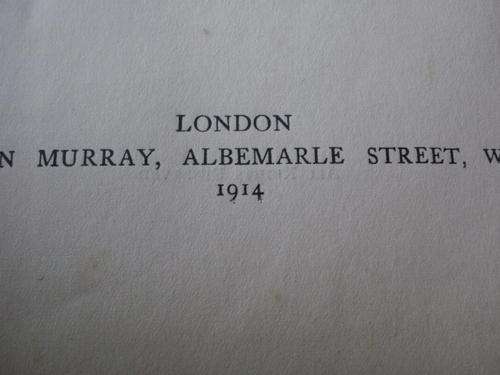 LONDON
N MURRAY, ALBEMARLE STREET, W
1914